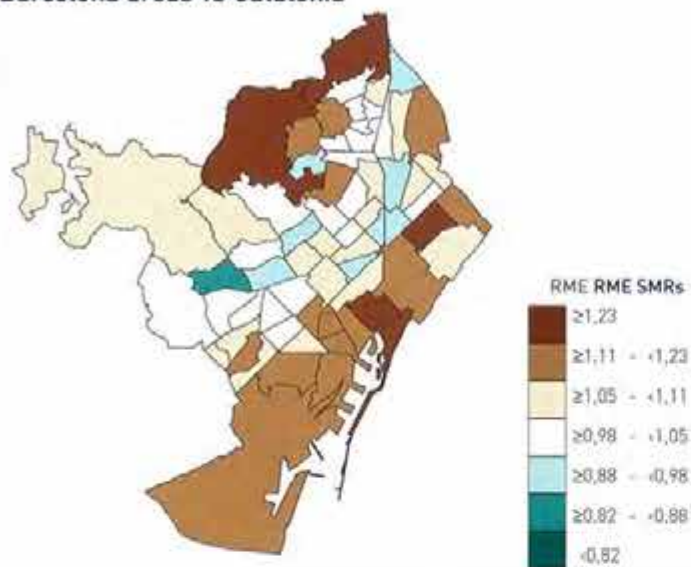 RME RME SMRs
≥1,23
≥1,11 - <1,23
≥1,05 - <1,11
≥0,98 - <1,05
≥0,88 - <0,98
≥0,82 - <0,88
<0,82